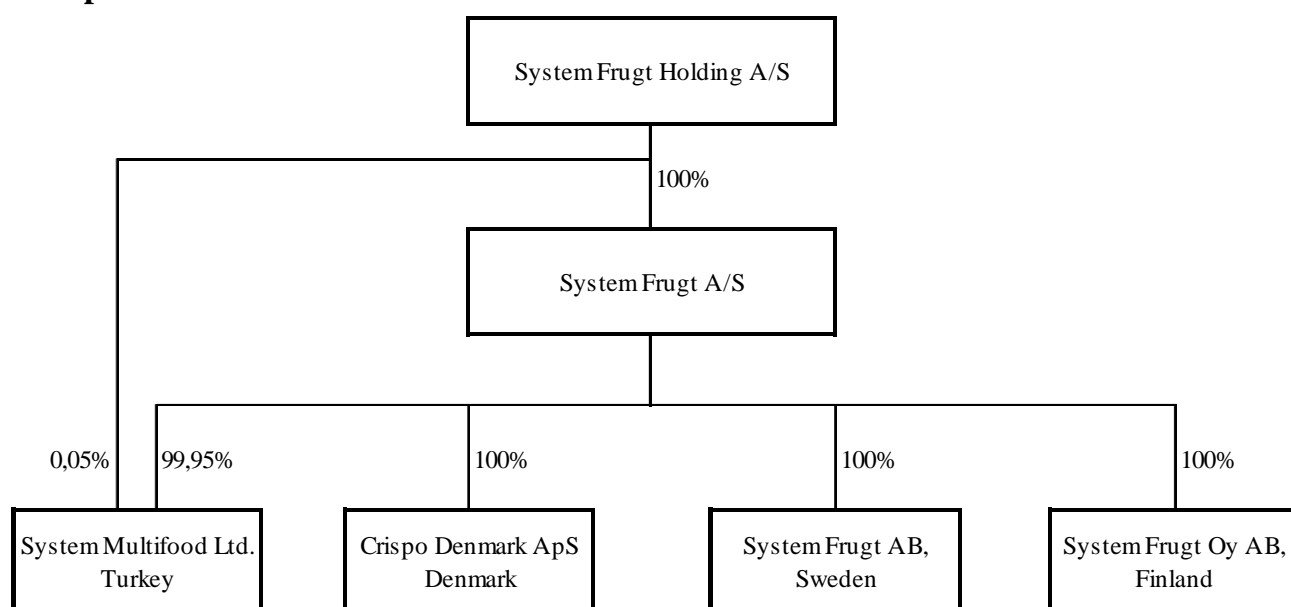 System Frugt Holding A/S
100%
System Frugt A/S
0,05%
99,95%
100%
100%
100%
System Multifood Ltd.
Turkey
Crispo Denmark ApS
Denmark
System Frugt AB,
Sweden
System Frugt Oy AB,
Finland